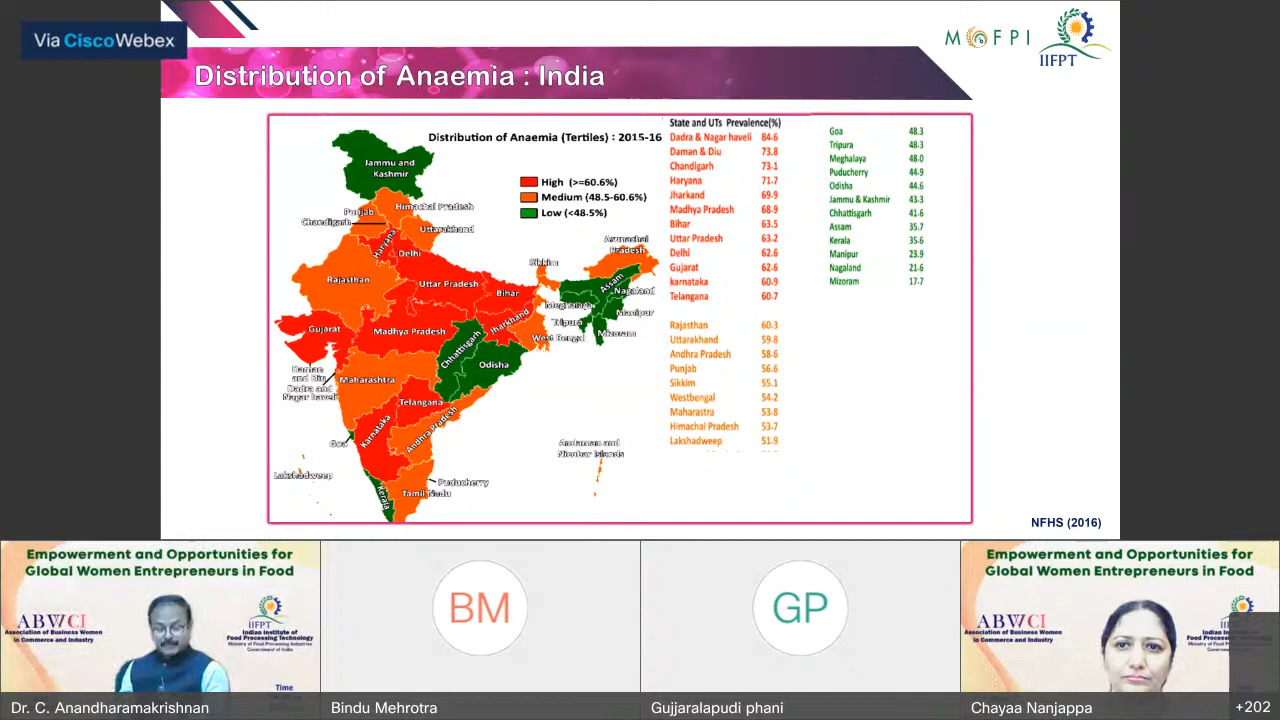 Via CiscoWebex
MOFPI
IIFPT
Distribution of Anaemia : India
Distribution of Anaemia (Tertiles) : 2015-16
High (>=60.6%)
Medium (48.5-60.6%)
Low (<48.5%)
Jammu and
Kashmir
Himachal Pradesh
Punjab
Chandigarh
Uttarakhand
Haryana
Delhi
Arunachal
Pradesh
Sikkim
Rajasthan
Uttar Pradesh
Bihar
Assam
Nagaland
Meghalaya
Manipur
Tripura
Mizoram
Jharkhand
West Bengal
Gujarat
Madhya Pradesh
Chhattisgarh
Odisha
Daman
and Diu
Dadra and
Nagar haveli
Maharashtra
Telangana
Karnataka
Andhra Pradesh
Goa
Andaman and
Nicobar Islands
Lakshadweep
Puducherry
Kerala
Tamil Nadu
State and UTs Prevalence(%)
Dadra & Nagar haveli 84.6
Daman & Diu 73.8
Chandigarh 73.1
Haryana 71.7
Jharkand 69.9
Madhya Pradesh 68.9
Bihar 63.5
Uttar Pradesh 63.2
Delhi 62.6
Gujarat 62.6
karnataka 60.9
Telangana 60.7
Rajasthan 60.3
Uttarakhand 59.8
Andhra Pradesh 58.6
Punjab 56.6
Sikkim 55.1
Westbengal 54.2
Maharastra 53.8
Himachal Pradesh 53.7
Lakshadweep 51.9
Goa 48.3
Tripura 48.3
Meghalaya 48.0
Puducherry 44.9
Odisha 44.6
Jammu & Kashmir 43.3
Chhattisgarh 41.6
Assam 35.7
Kerala 35.6
Manipur 23.9
Nagaland 21.6
Mizoram 17.7
NFHS (2016)
Empowerment and Opportunities for
Global Women Entrepreneurs in Food
ABWCI
Association of Business Women
in Commerce and Industry
IIFPT
Indian Institute of
Food Processing Technology
Ministry of Food Processing Industries
Government of India
Time
Dr. C. Anandharamakrishnan
BM
Bindu Mehrotra
GP
Gujjaralapudi phani
Empowerment and Opportunities for
Global Women Entrepreneurs in Food
ABWCI
Association of Business Women
in Commerce and Industry
Chayaa Nanjappa
+202